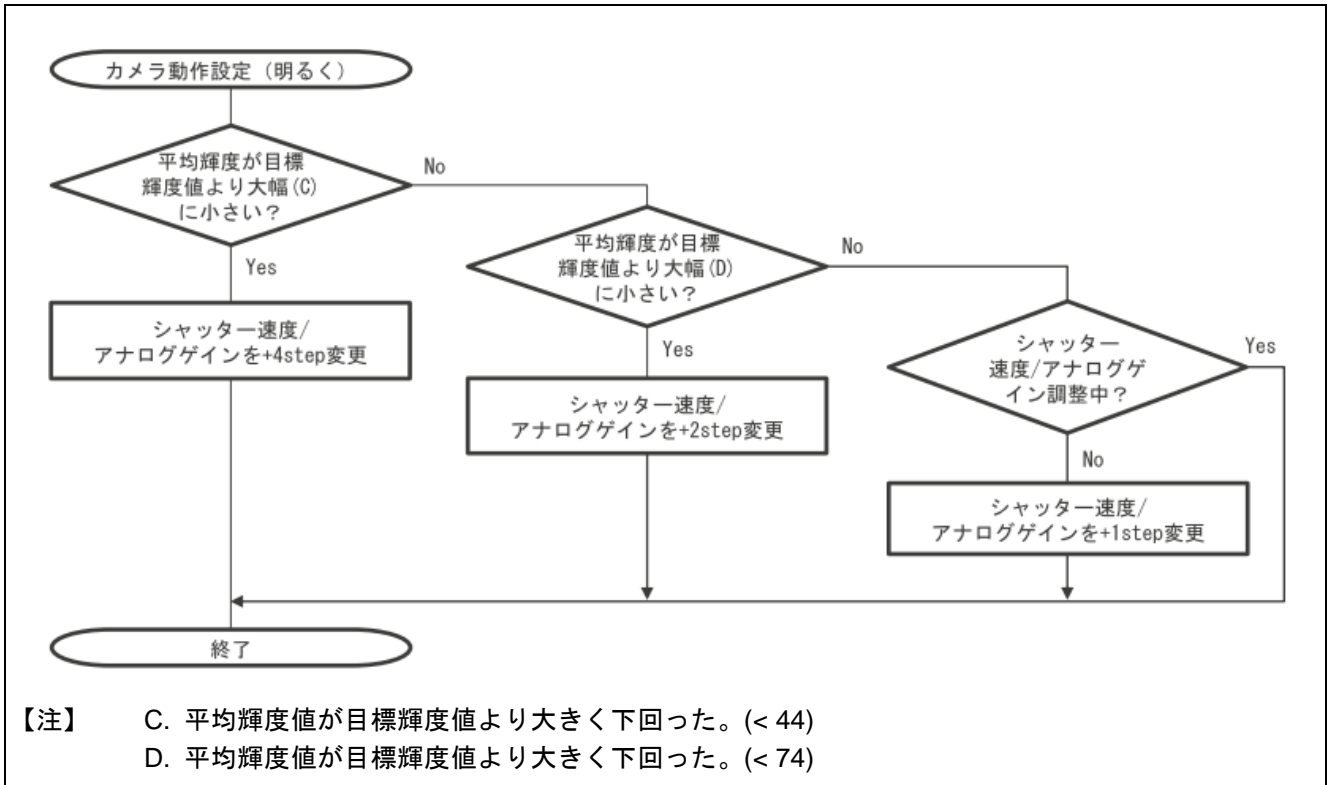 カメラ動作設定（明るく）
平均輝度が目標
輝度値より大幅(C)
に小さい？
No
Yes
シャッター速度/
アナログゲインを+4step変更
平均輝度が目標
輝度値より大幅(D)
に小さい？
No
Yes
シャッター速度/
アナログゲインを+2step変更
シャッター
速度/アナログゲ
イン調整中？
Yes
No
シャッター速度/
アナログゲインを+1step変更
終了
【注】 C. 平均輝度値が目標輝度値より大きく下回った。(< 44)
D. 平均輝度値が目標輝度値より大きく下回った。(< 74)